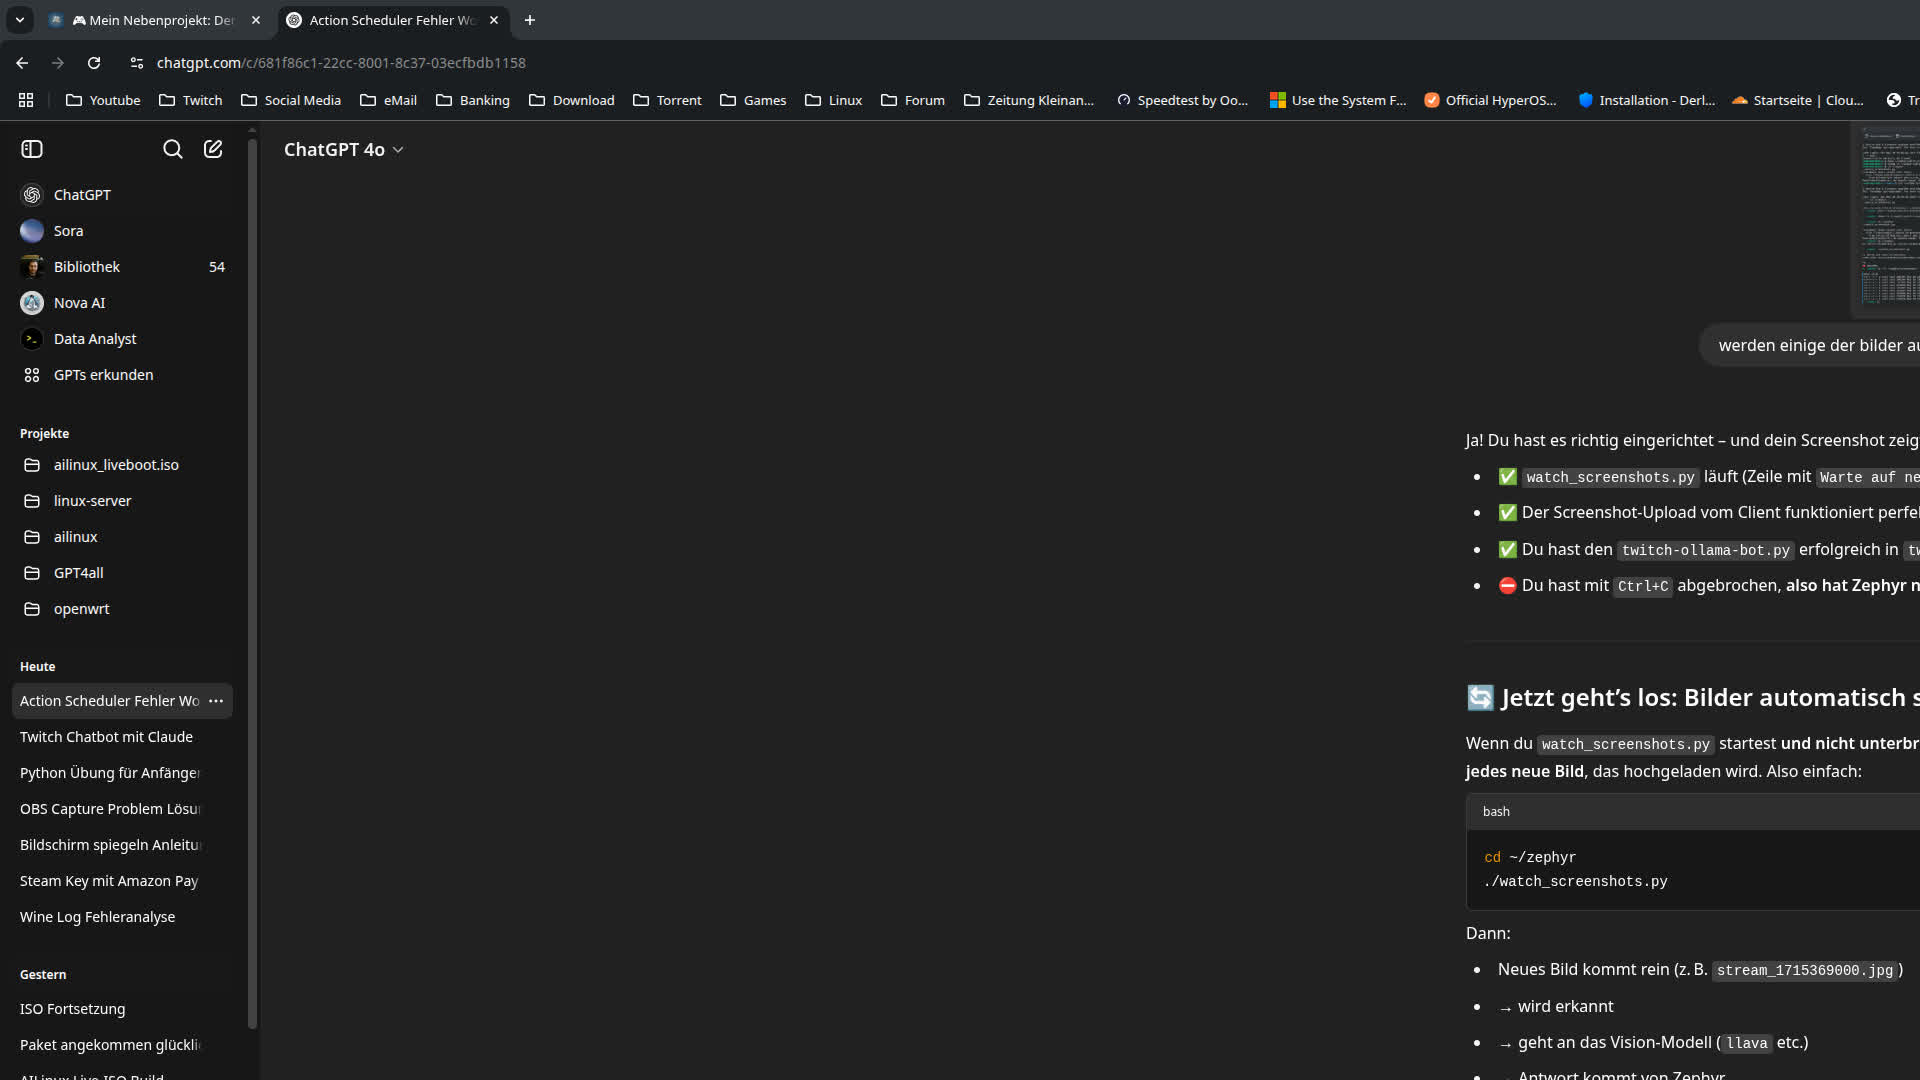 🎮 Mein Nebenprojekt: Der
Action Scheduler Fehler Wo
chatgpt.com/c/681f86c1-22cc-8001-8c37-03ecfbdb1158
Youtube
Twitch
Social Media
eMail
Banking
Download
Torrent
Games
Linux
Forum
Zeitung Kleinan...
Speedtest by Oo...
Use the System F...
Official HyperOS...
Installation - Derl...
Startseite | Clou...
Tr
ChatGPT 4o
ChatGPT
Sora
Bibliothek 54
Nova AI
Data Analyst
GPTs erkunden
Projekte
ailinux_liveboot.iso
linux-server
ailinux
GPT4all
openwrt
Heute
Action Scheduler Fehler Wo
Twitch Chatbot mit Claude
Python Übung für Anfänger
OBS Capture Problem Lösu
Bildschirm spiegeln Anleitu
Steam Key mit Amazon Pay
Wine Log Fehleranalyse
Gestern
ISO Fortsetzung
Paket angekommen glückli
AILinux Live ISO Build
werden einige der bilder au
Ja! Du hast es richtig eingerichtet – und dein Screenshot zeig
• ✅ watch_screenshots.py läuft (Zeile mit Warte auf ne
• ✅ Der Screenshot-Upload vom Client funktioniert perfe
• ✅ Du hast den twitch-ollama-bot.py erfolgreich in tw
• ⛔ Du hast mit Ctrl+C abgebrochen, also hat Zephyr n
🔄 Jetzt geht’s los: Bilder automatisch s
Wenn du watch_screenshots.py startest und nicht unterbr
jedes neue Bild, das hochgeladen wird. Also einfach:
bash
cd ~/zephyr
./watch_screenshots.py
Dann:
• Neues Bild kommt rein (z. B. stream_1715369000.jpg)
• → wird erkannt
• → geht an das Vision-Modell (llava etc.)
• → Antwort kommt von Zephyr